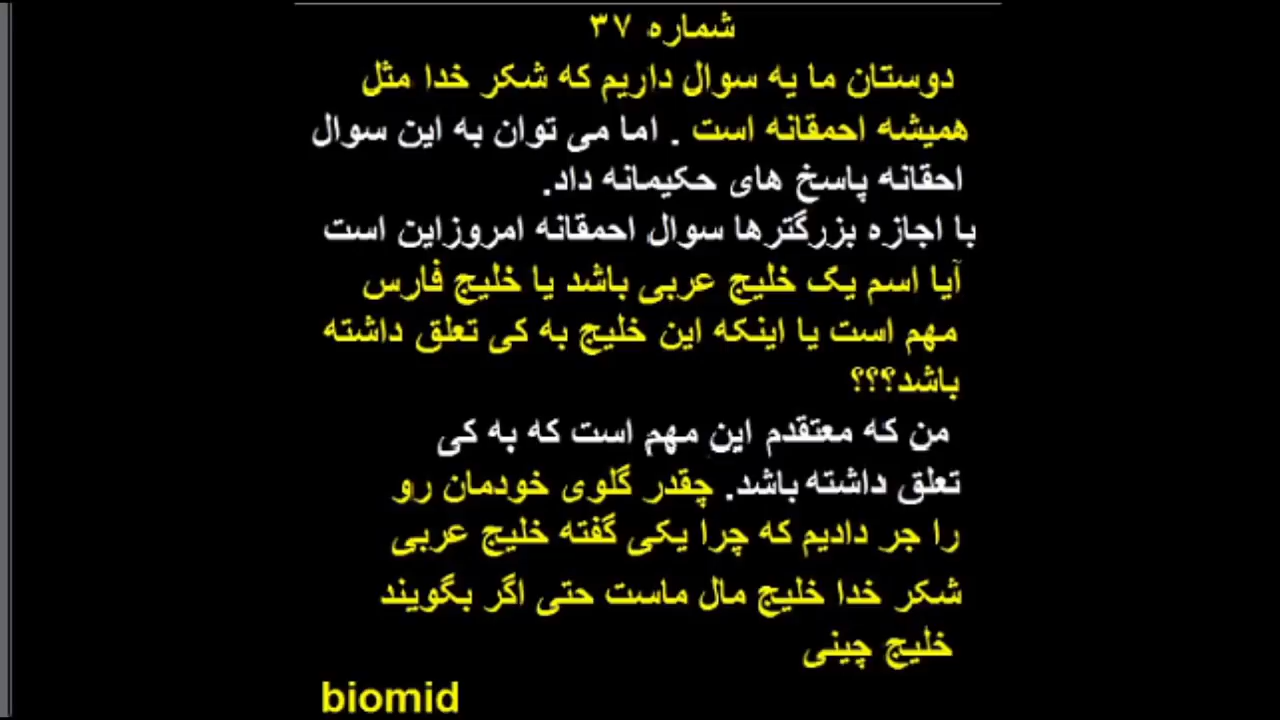 شماره ۳۷
دوستان ما یه سوال داریم که شکر خدا مثل
همیشه احمقانه است . اما می توان به این سوال
احقانه پاسخ های حکیمانه داد.
با اجازه بزرگترها سوال احمقانه امروزاین است
آیا اسم یک خلیج عربی باشد یا خلیج فارس
مهم است یا اینکه این خلیج به کی تعلق داشته
باشد؟؟؟
من که معتقدم این مهم است که به کی
تعلق داشته باشد. چقدر گلوی خودمان رو
را جر دادیم که چرا یکی گفته خلیج عربی
شکر خدا خلیج مال ماست حتی اگر بگویند
خلیج چینی
biomid